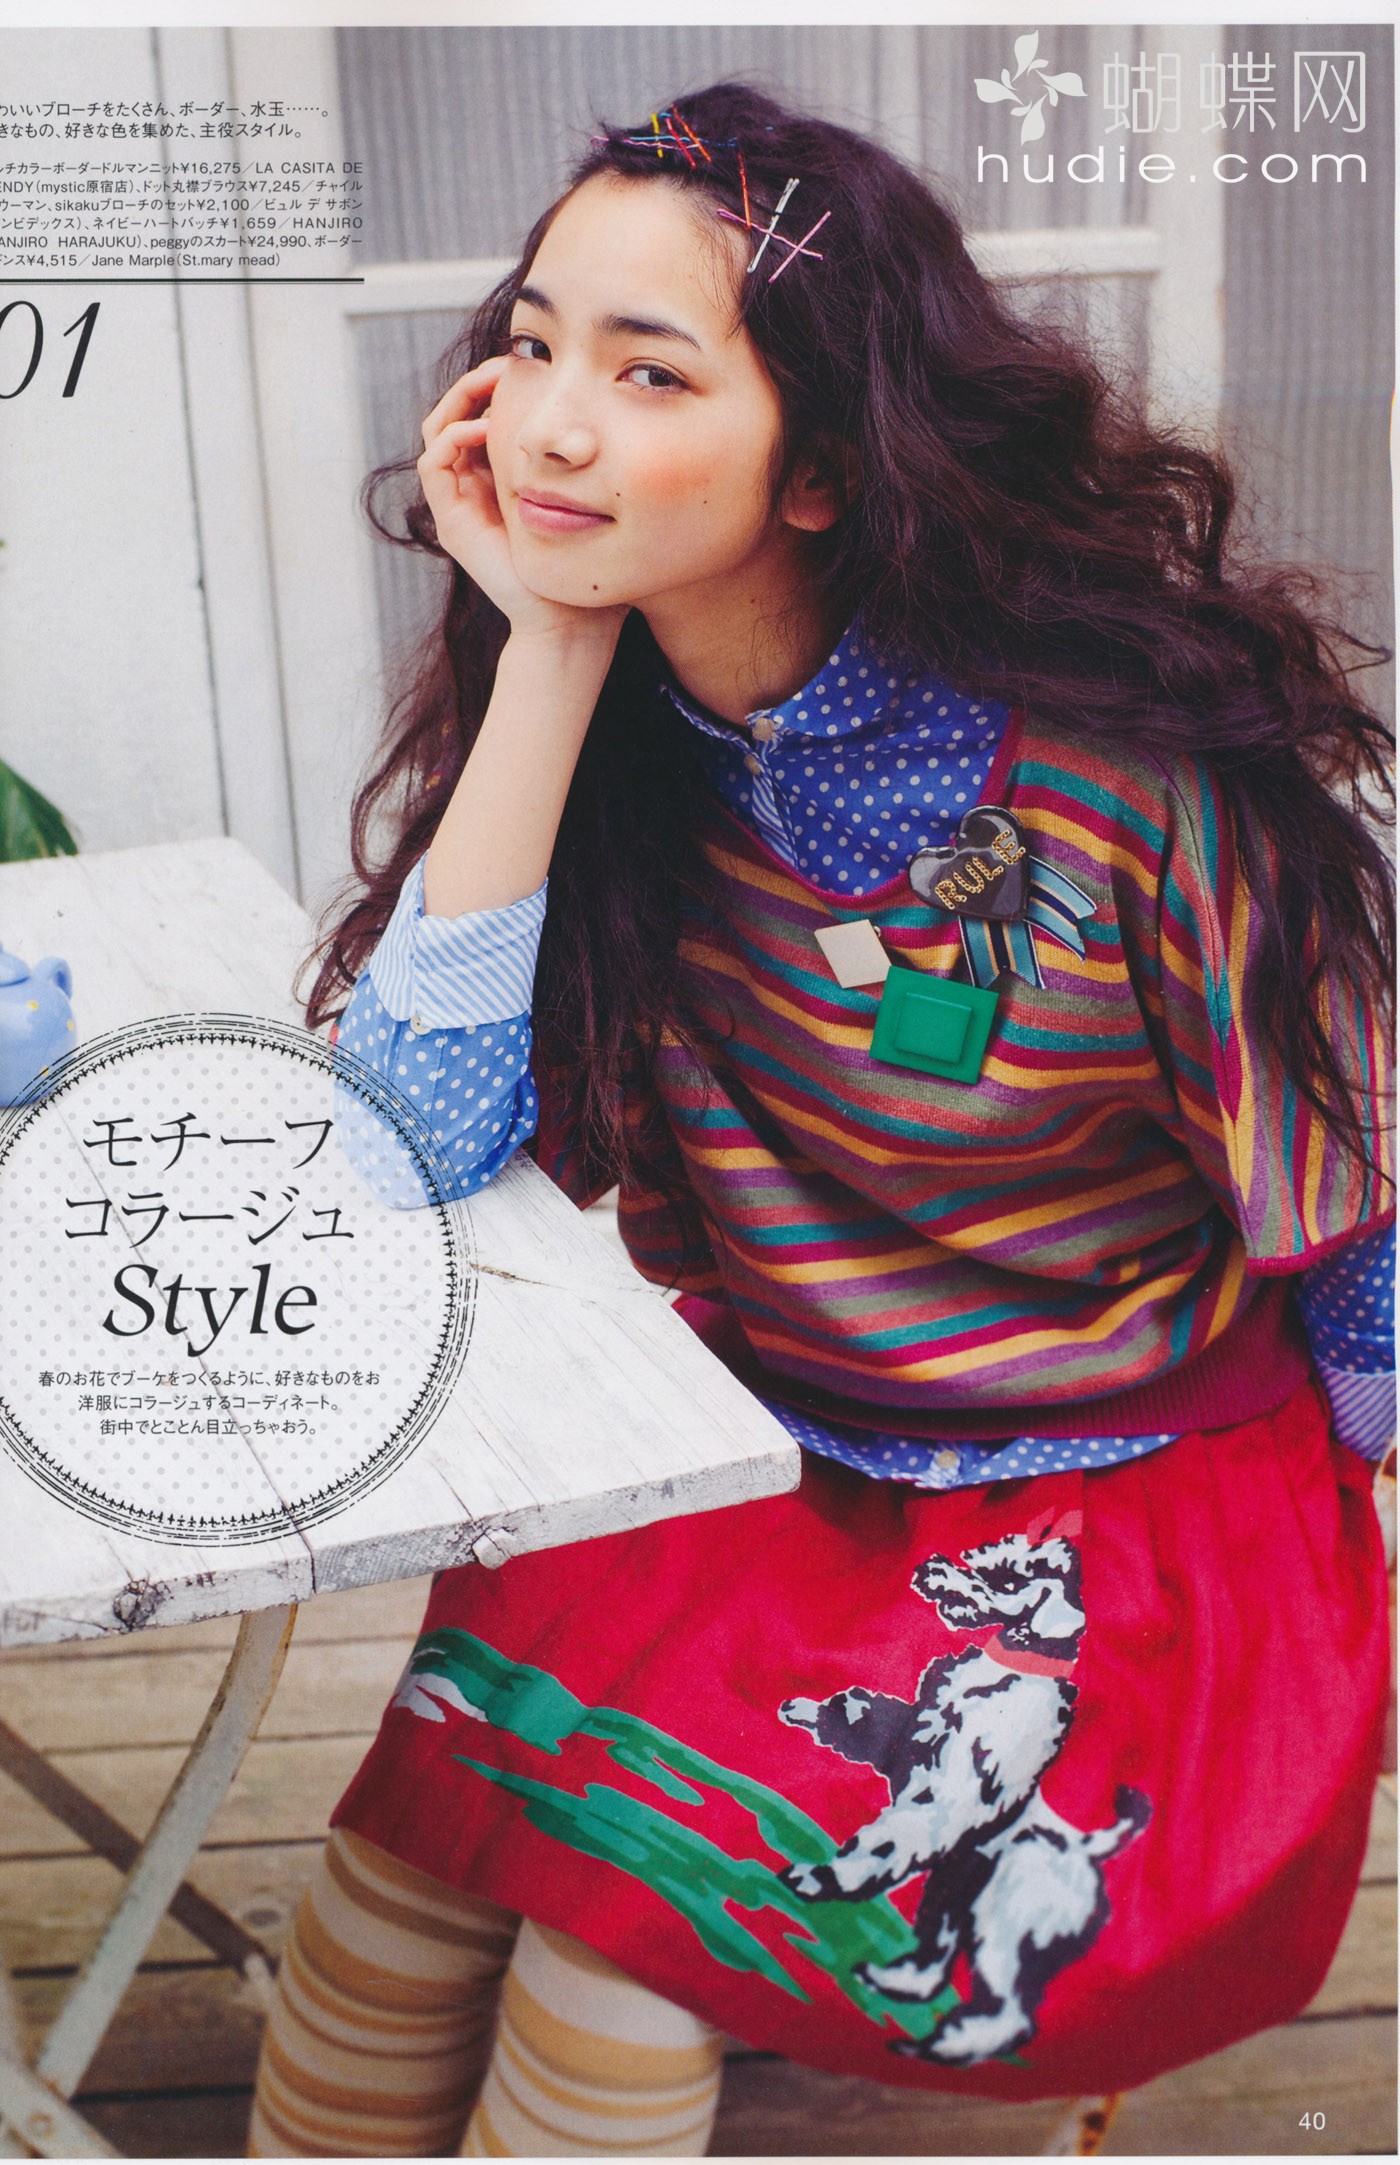 わいいブローチをたくさん、ボーダー、水玉……。
きなもの、好きな色を集めた、主役スタイル。
ルチカラーボーダードルマンニット¥16,275／LA CASITA DE
ENDY（mystic原宿店）、ドット丸襟ブラウス¥7,245／チャイル
ウーマン、sikakuブローチのセット¥2,100／ビュル デ サボン
ンビデックス）、ネイビーハートバッヂ¥1,659／HANJIRO
ANJIRO HARAJUKU）、peggyのスカート¥24,990、ボーダー
ンス¥4,515／Jane Marple（St.mary mead）
01
蝴蝶网
hudie.com
RULE
モチーフ
コラージュ
Style
春のお花でブーケをつくるように、好きなものをお
洋服にコラージュするコーディネート。
街中でとことん目立っちゃおう。
40